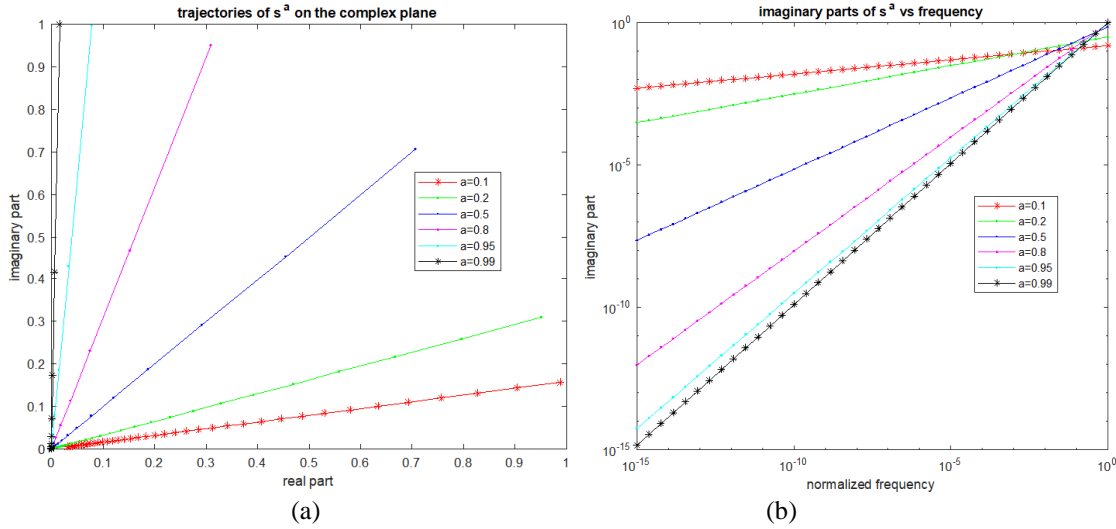 trajectories of s^a on the complex plane
1
0.9
0.8
0.7
0.6
0.5
0.4
0.3
0.2
0.1
0
imaginary part
a=0.1
a=0.2
a=0.5
a=0.8
a=0.95
a=0.99
0 0.1 0.2 0.3 0.4 0.5 0.6 0.7 0.8 0.9 1
real part
(a)
imaginary parts of s^a vs frequency
10^0
10^-5
10^-10
10^-15
imaginary part
a=0.1
a=0.2
a=0.5
a=0.8
a=0.95
a=0.99
10^-15 10^-10 10^-5 10^0
normalized frequency
(b)